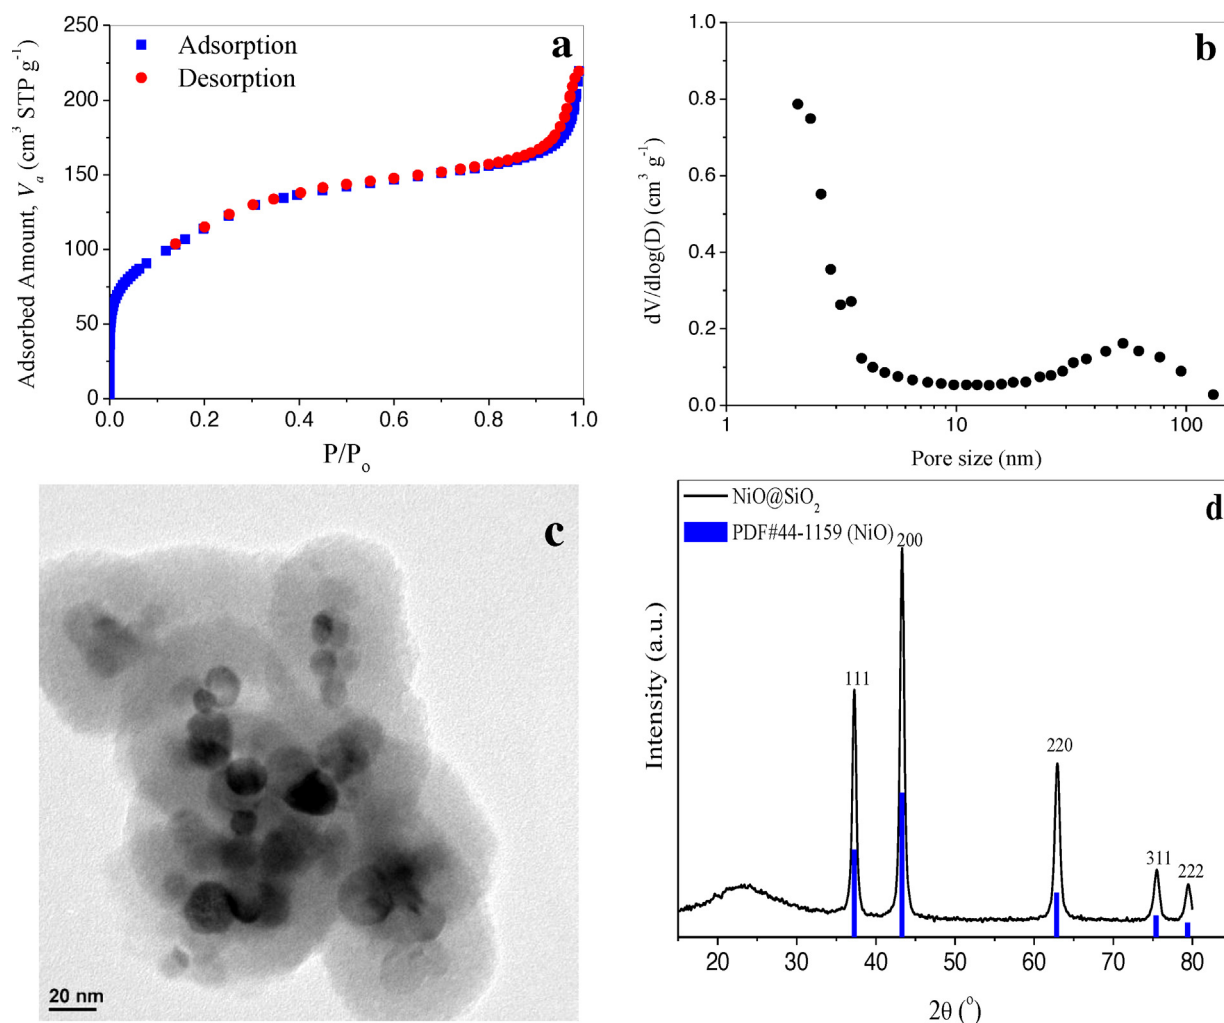 a
Adsorption
Desorption
Adsorbed Amount, Vₐ (cm³ STP g⁻¹)
250
200
150
100
50
0
0.0 0.2 0.4 0.6 0.8 1.0
P/Pₒ
b
dV/dlog(D) (cm³ g⁻¹)
1.0
0.8
0.6
0.4
0.2
0.0
1 10 100
Pore size (nm)
c
20 nm
d
NiO@SiO₂
PDF#44-1159 (NiO)
Intensity (a.u.)
111
200
220
311
222
20 30 40 50 60 70 80
2θ (°)